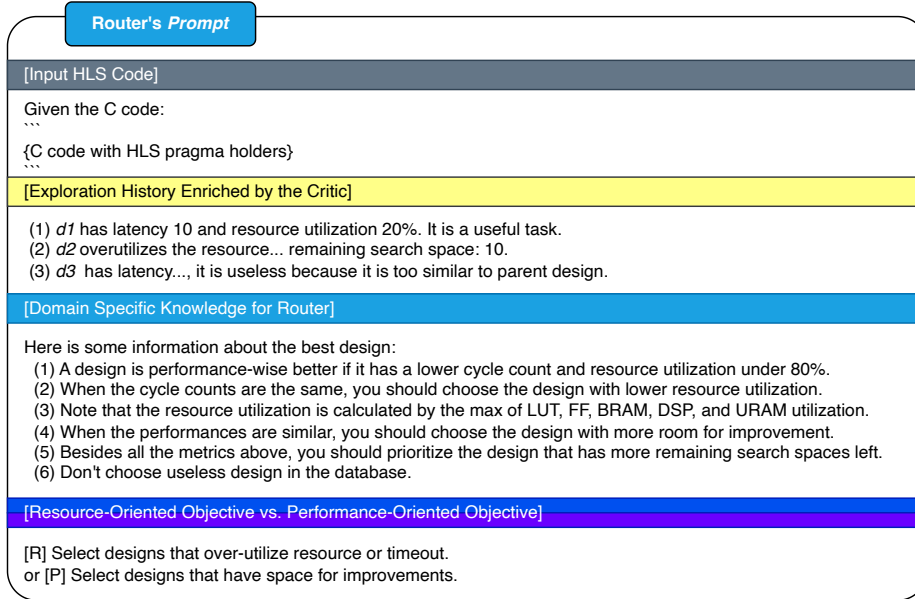 Router's Prompt
[Input HLS Code]
Given the C code:
```
{C code with HLS pragma holders}
```
[Exploration History Enriched by the Critic]
(1) d1 has latency 10 and resource utilization 20%. It is a useful task.
(2) d2 overutilizes the resource... remaining search space: 10.
(3) d3 has latency..., it is useless because it is too similar to parent design.
[Domain Specific Knowledge for Router]
Here is some information about the best design:
(1) A design is performance-wise better if it has a lower cycle count and resource utilization under 80%.
(2) When the cycle counts are the same, you should choose the design with lower resource utilization.
(3) Note that the resource utilization is calculated by the max of LUT, FF, BRAM, DSP, and URAM utilization.
(4) When the performances are similar, you should choose the design with more room for improvement.
(5) Besides all the metrics above, you should prioritize the design that has more remaining search spaces left.
(6) Don't choose useless design in the database.
[Resource-Oriented Objective vs. Performance-Oriented Objective]
[R] Select designs that over-utilize resource or timeout.
or [P] Select designs that have space for improvements.